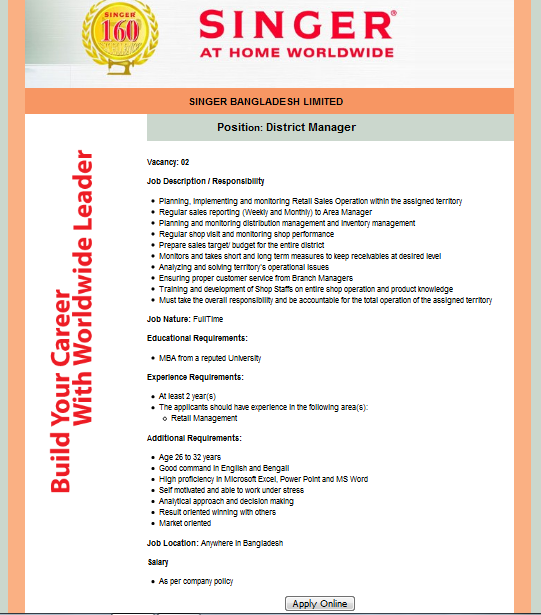 SINGER
160
SINGER®
AT HOME WORLDWIDE
SINGER BANGLADESH LIMITED
Position: District Manager
Build Your Career
With Worldwide Leader
Vacancy: 02
Job Description / Responsibility
• Planning, Implementing and monitoring Retail Sales Operation within the assigned territory
• Regular sales reporting (Weekly and Monthly) to Area Manager
• Planning and monitoring distribution management and Inventory management
• Regular shop visit and monitoring shop performance
• Prepare sales target/ budget for the entire district
• Monitors and takes short and long term measures to keep receivables at desired level
• Analyzing and solving territory's operational issues
• Ensuring proper customer service from Branch Managers
• Training and development of Shop Staffs on entire shop operation and product knowledge
• Must take the overall responsibility and be accountable for the total operation of the assigned territory
Job Nature: FullTime
Educational Requirements:
• MBA from a reputed University
Experience Requirements:
• At least 2 year(s)
• The applicants should have experience in the following area(s):
o Retail Management
Additional Requirements:
• Age 26 to 32 years
• Good command in English and Bengali
• High proficiency in Microsoft Excel, Power Point and MS Word
• Self motivated and able to work under stress
• Analytical approach and decision making
• Result oriented winning with others
• Market oriented
Job Location: Anywhere in Bangladesh
Salary
• As per company policy
Apply Online